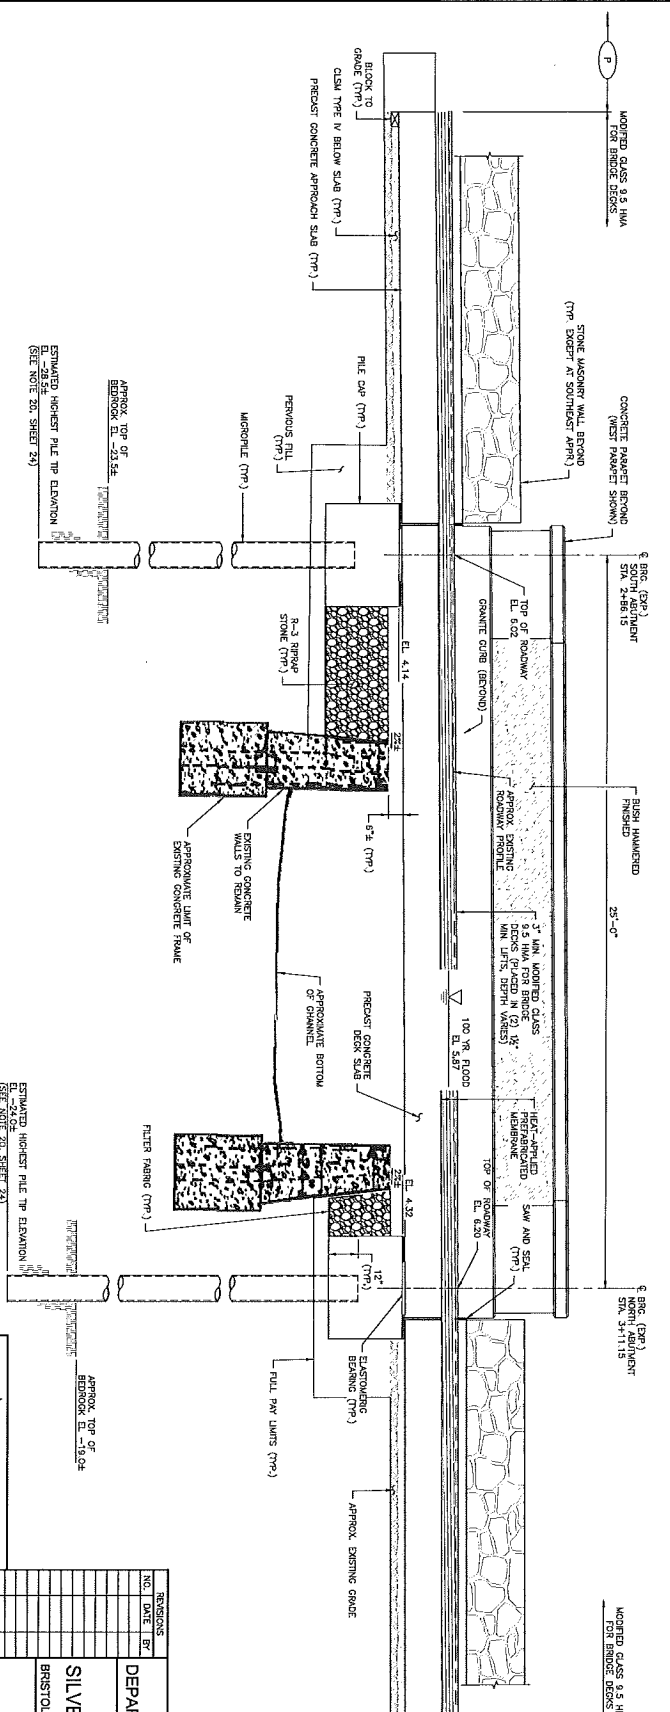 P
MODIFIED CLASS 9.5 HMA
FOR BRIDGE DECKS
STONE MASONRY WALL BEYOND
(TYP. EXCEPT AT SOUTHEAST APPR.)
CONCRETE PARAPET BEYOND
(WEST PARAPET SHOWN)
℄ BRG. (EXP.)
SOUTH ABUTMENT
STA. 2+86.15
BUSH HAMMERED
FINISHED
25'-0"
℄ BRG. (EXP.)
NORTH ABUTMENT
STA. 3+11.15
MODIFIED CLASS 9.5 H
FOR BRIDGE DECKS
TOP OF ROADWAY
EL 6.02
GRANITE CURB (BEYOND)
APPROX. EXISTING
ROADWAY PROFILE
3" MIN. MODIFIED CLASS
9.5 HMA FOR BRIDGE
DECKS (PLACED IN (2) 1½"
MIN. LIFTS, DEPTH VARIES)
100 YR. FLOOD
EL 5.87
HEAT-APPLIED
PREFABRICATED
MEMBRANE
TOP OF ROADWAY
EL 6.20
SAW AND SEAL
(TYP.)
BLOCK TO
GRADE (TYP.)
CLSM TYPE IV BELOW SLAB (TYP.)
PRECAST CONCRETE APPROACH SLAB (TYP.)
PILE CAP (TYP.)
PERVIOUS FILL
(TYP.)
MICROPILE (TYP.)
APPROX. TOP OF
BEDROCK EL -23.5±
ESTIMATED HIGHEST PILE TIP ELEVATION
EL -28.5±
(SEE NOTE 20, SHEET 24)
EL 4.14
R-3 RIPRAP
STONE (TYP.)
2%±
6"± (TYP.)
EXISTING CONCRETE
WALLS TO REMAIN
APPROXIMATE LIMIT OF
EXISTING CONCRETE FRAME
PRECAST CONCRETE
DECK SLAB
APPROXIMATE BOTTOM
OF CHANNEL
EL 4.32
2%±
FILTER FABRIC (TYP.)
12"
(TYP.)
ELASTOMERIC
BEARING (TYP.)
FULL PAY LIMITS (TYP.)
APPROX. EXISTING GRADE
ESTIMATED HIGHEST PILE TIP ELEVATION
EL -24.0±
(SEE NOTE 20, SHEET 24)
APPROX. TOP OF
BEDROCK EL -19.0±
REVISIONS
NO. DATE BY
DEPAR
SILVE
BRISTOL